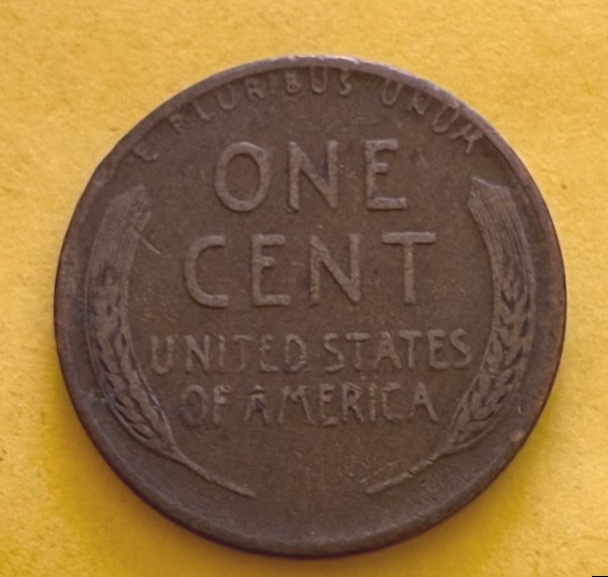 E PLURIBUS UNUM
ONE
CENT
UNITED STATES
OF AMERICA